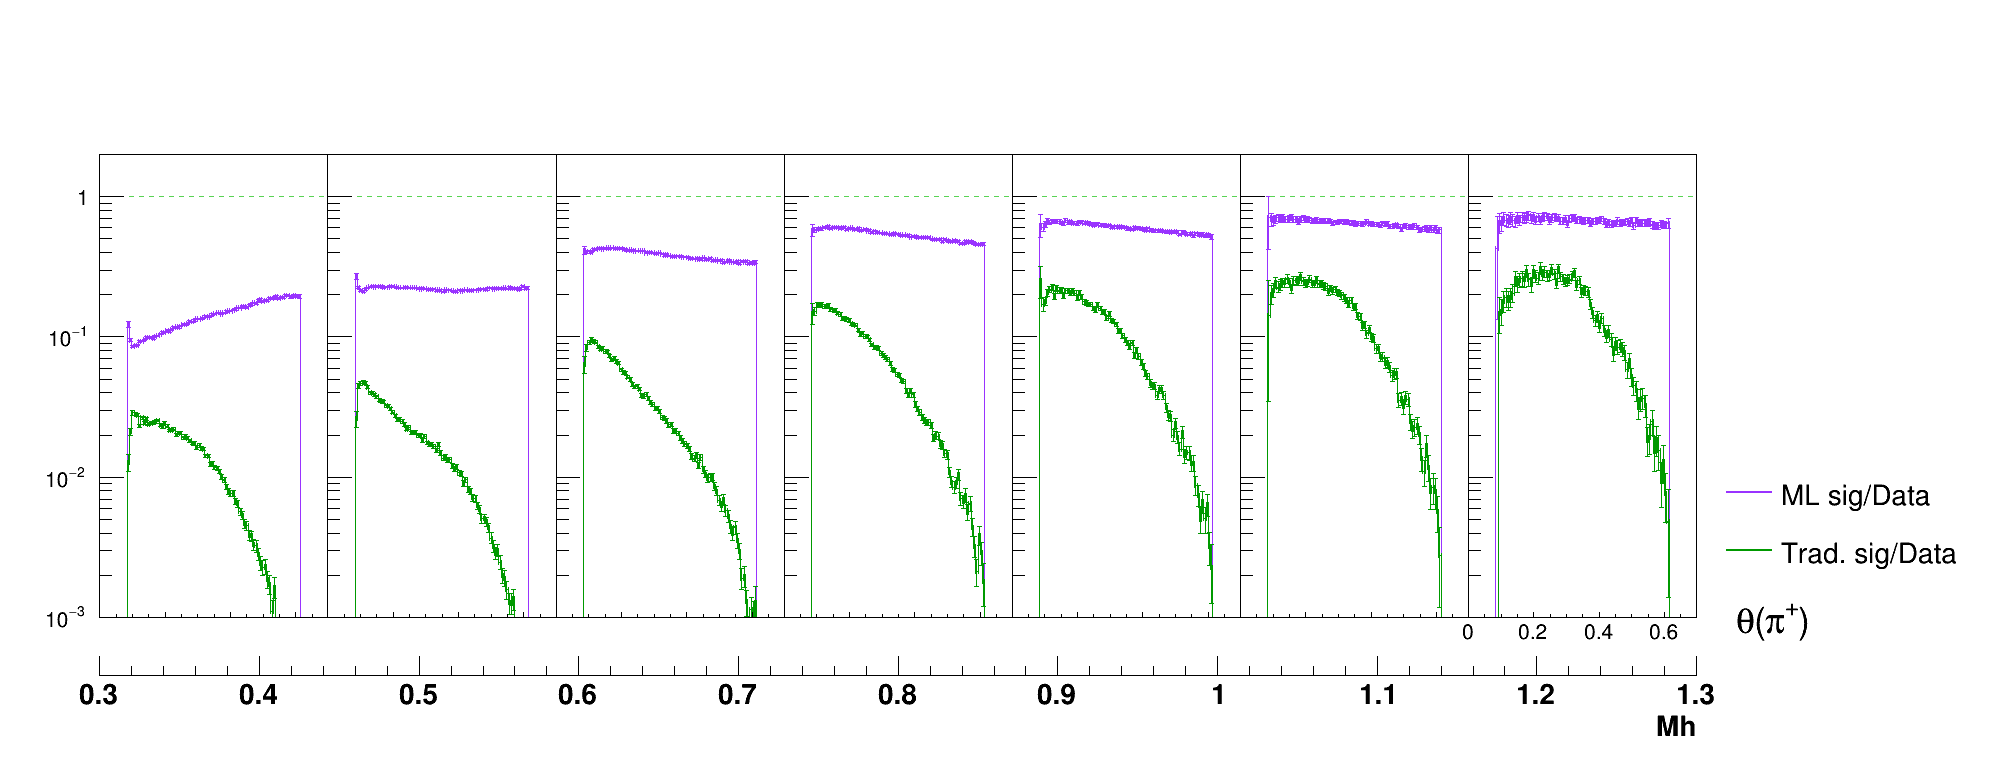 1
10⁻¹
10⁻²
10⁻³
ML sig/Data
Trad. sig/Data
θ(π⁺)
0 0.2 0.4 0.6
0.3 0.4 0.5 0.6 0.7 0.8 0.9 1 1.1 1.2 1.3
Mh